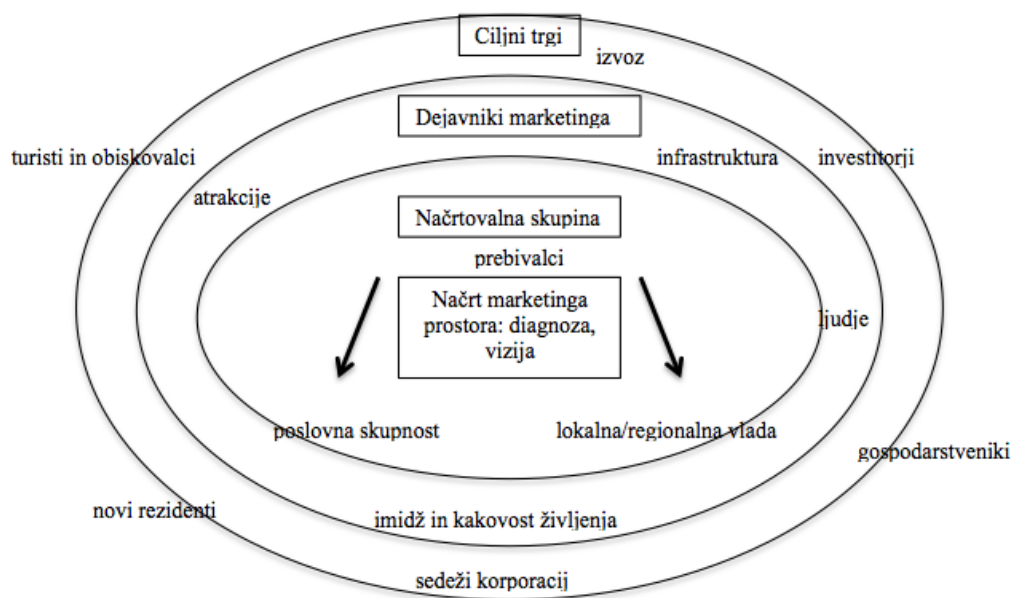 Ciljni trgi
izvoz
Dejavniki marketinga
turisti in obiskovalci
infrastruktura
investitorji
atrakcije
Načrtovalna skupina
prebivalci
Načrt marketinga
prostora: diagnoza,
vizija
ljudje
poslovna skupnost
lokalna/regionalna vlada
gospodarstveniki
novi rezidenti
imidž in kakovost življenja
sedeži korporacij